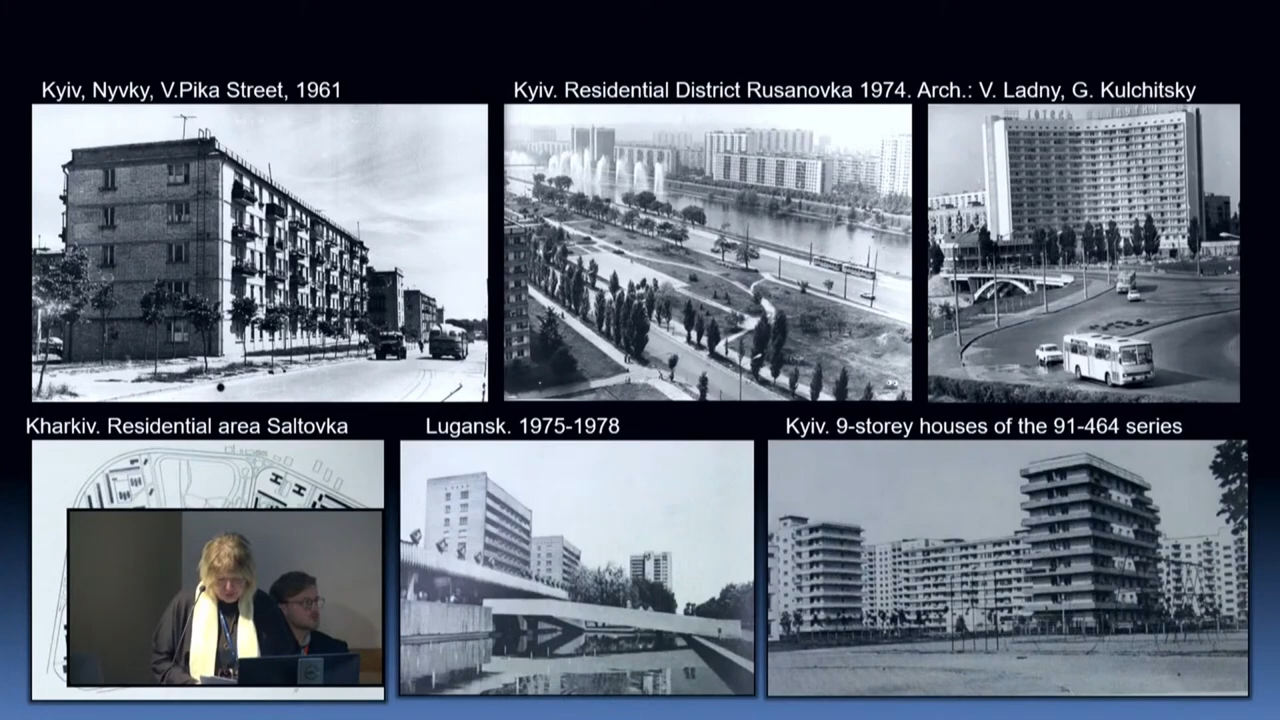 Kyiv, Nyvky, V.Pika Street, 1961
Kyiv. Residential District Rusanovka 1974. Arch.: V. Ladny, G. Kulchitsky
Kharkiv. Residential area Saltovka
Lugansk. 1975-1978
Kyiv. 9-storey houses of the 91-464 series